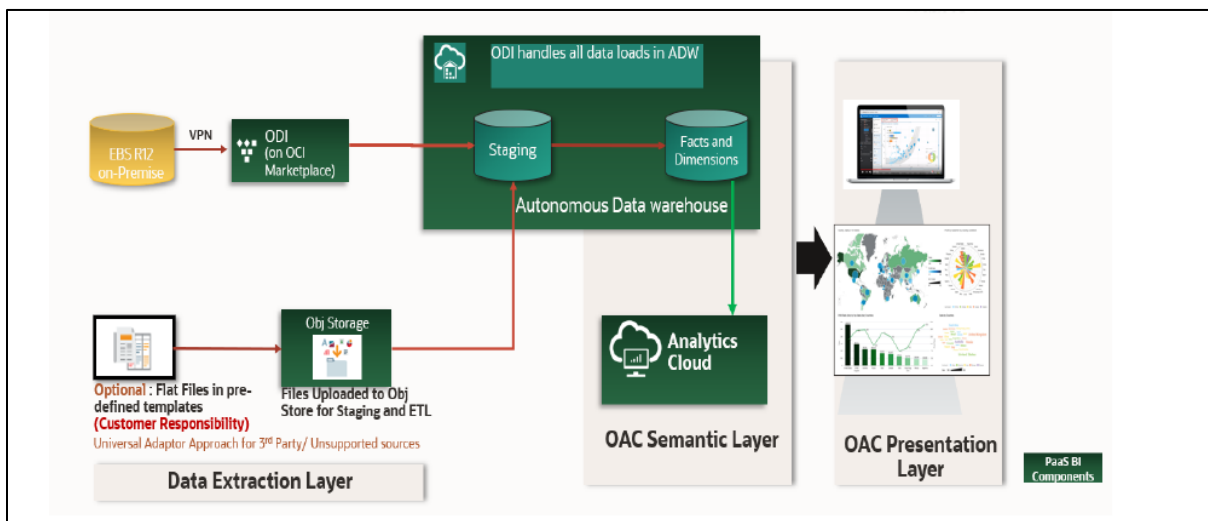 ODI handles all data loads in ADW
EBS R12
on-Premise
VPN
ODI
(on OCI
Marketplace)
Staging
Facts and
Dimensions
Autonomous Data warehouse
Optional : Flat Files in pre-
defined templates
(Customer Responsibility)
Universal Adaptor Approach for 3rd Party/ Unsupported sources
Obj Storage
Files Uploaded to Obj
Store for Staging and ETL
Data Extraction Layer
Analytics
Cloud
OAC Semantic Layer
OAC Presentation
Layer
PaaS BI
Components